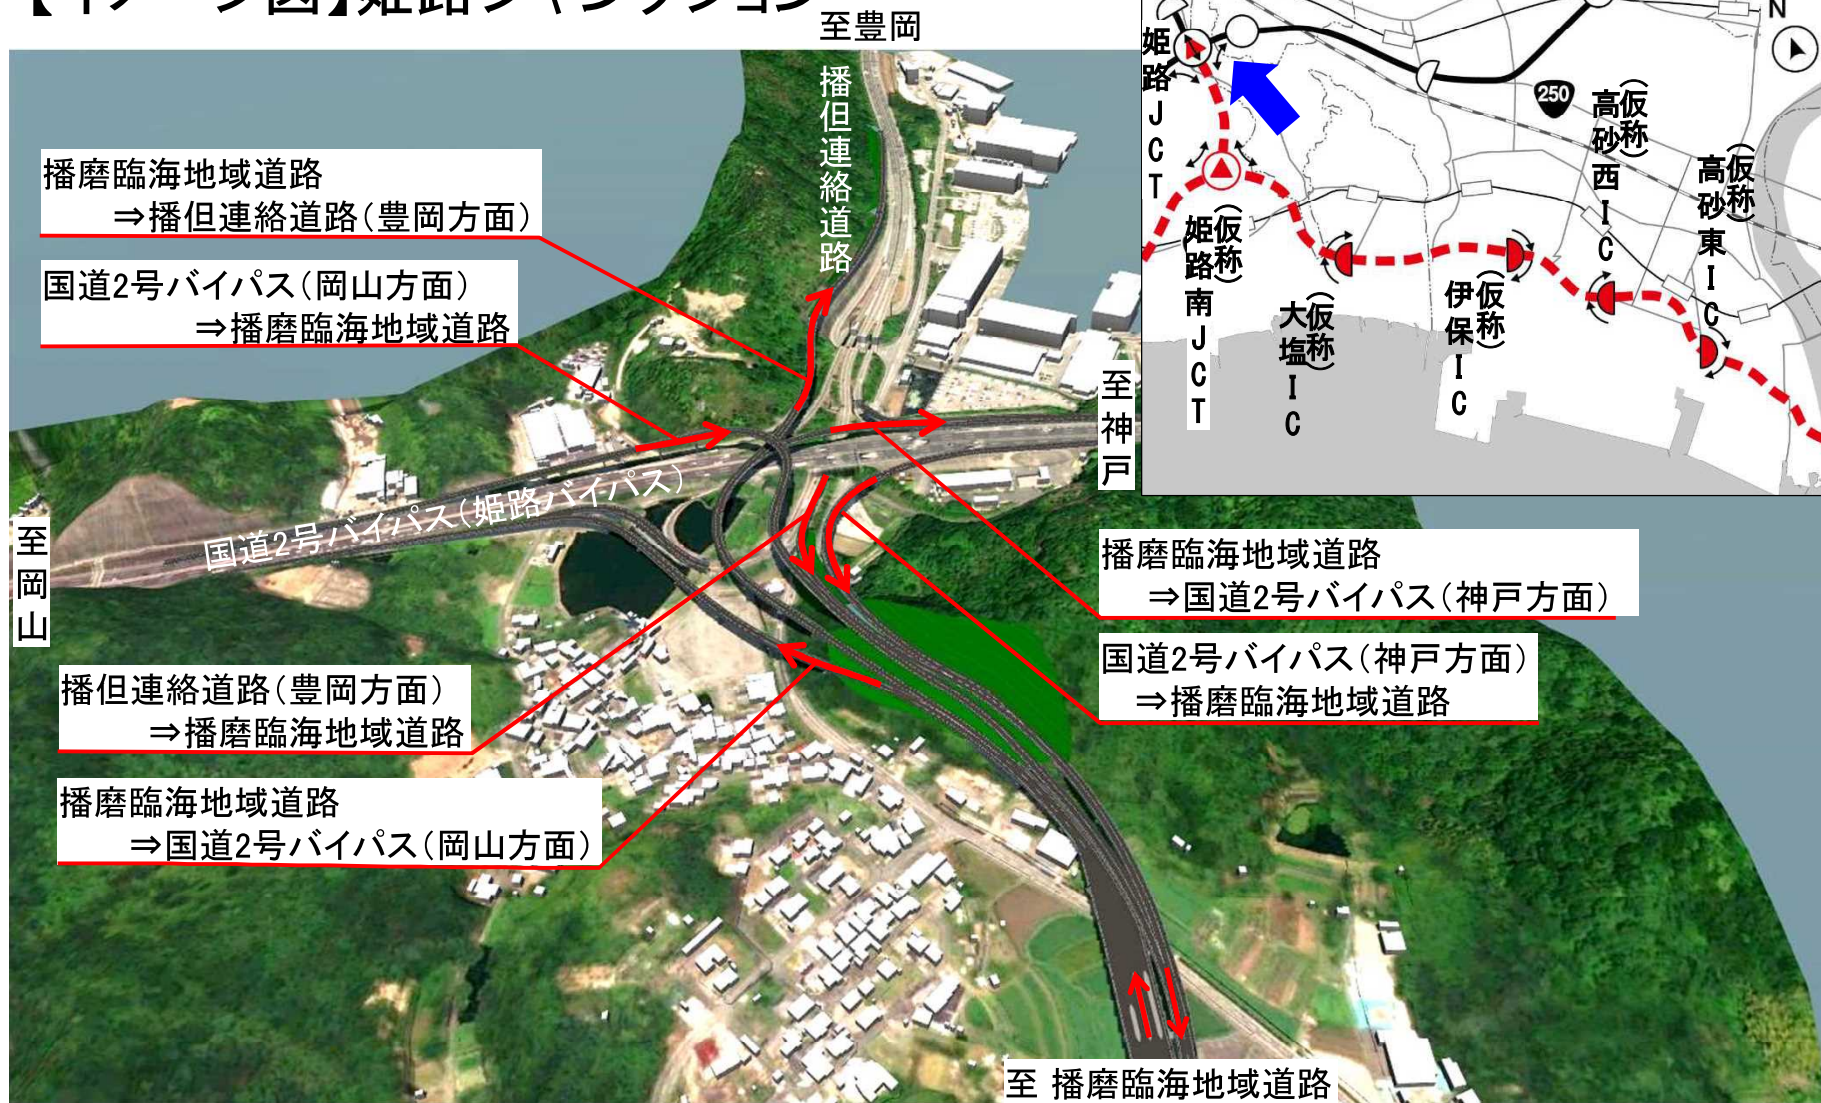 【イメージ図】姫路ジャンクション
至豊岡
播但連絡道路
播磨臨海地域道路
⇒播但連絡道路(豊岡方面)
国道2号バイパス(岡山方面)
⇒播磨臨海地域道路
至神戸
国道2号バイパス(姫路バイパス)
至岡山
播磨臨海地域道路
⇒国道2号バイパス(神戸方面)
国道2号バイパス(神戸方面)
⇒播磨臨海地域道路
播但連絡道路(豊岡方面)
⇒播磨臨海地域道路
播磨臨海地域道路
⇒国道2号バイパス(岡山方面)
至 播磨臨海地域道路
N
姫路JCT
250
(仮称)
高砂西IC
(仮称)
高砂東IC
(仮称)
姫路南JCT
(仮称)
大塩IC
(仮称)
伊保IC